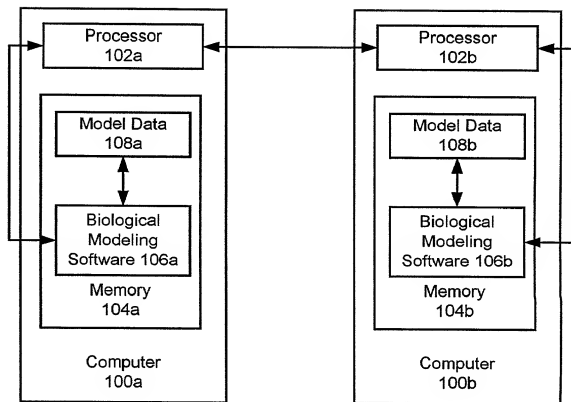 Processor
102a
Model Data
108a
Biological
Modeling
Software 106a
Memory
104a
Computer
100a
Processor
102b
Model Data
108b
Biological
Modeling
Software 106b
Memory
104b
Computer
100b